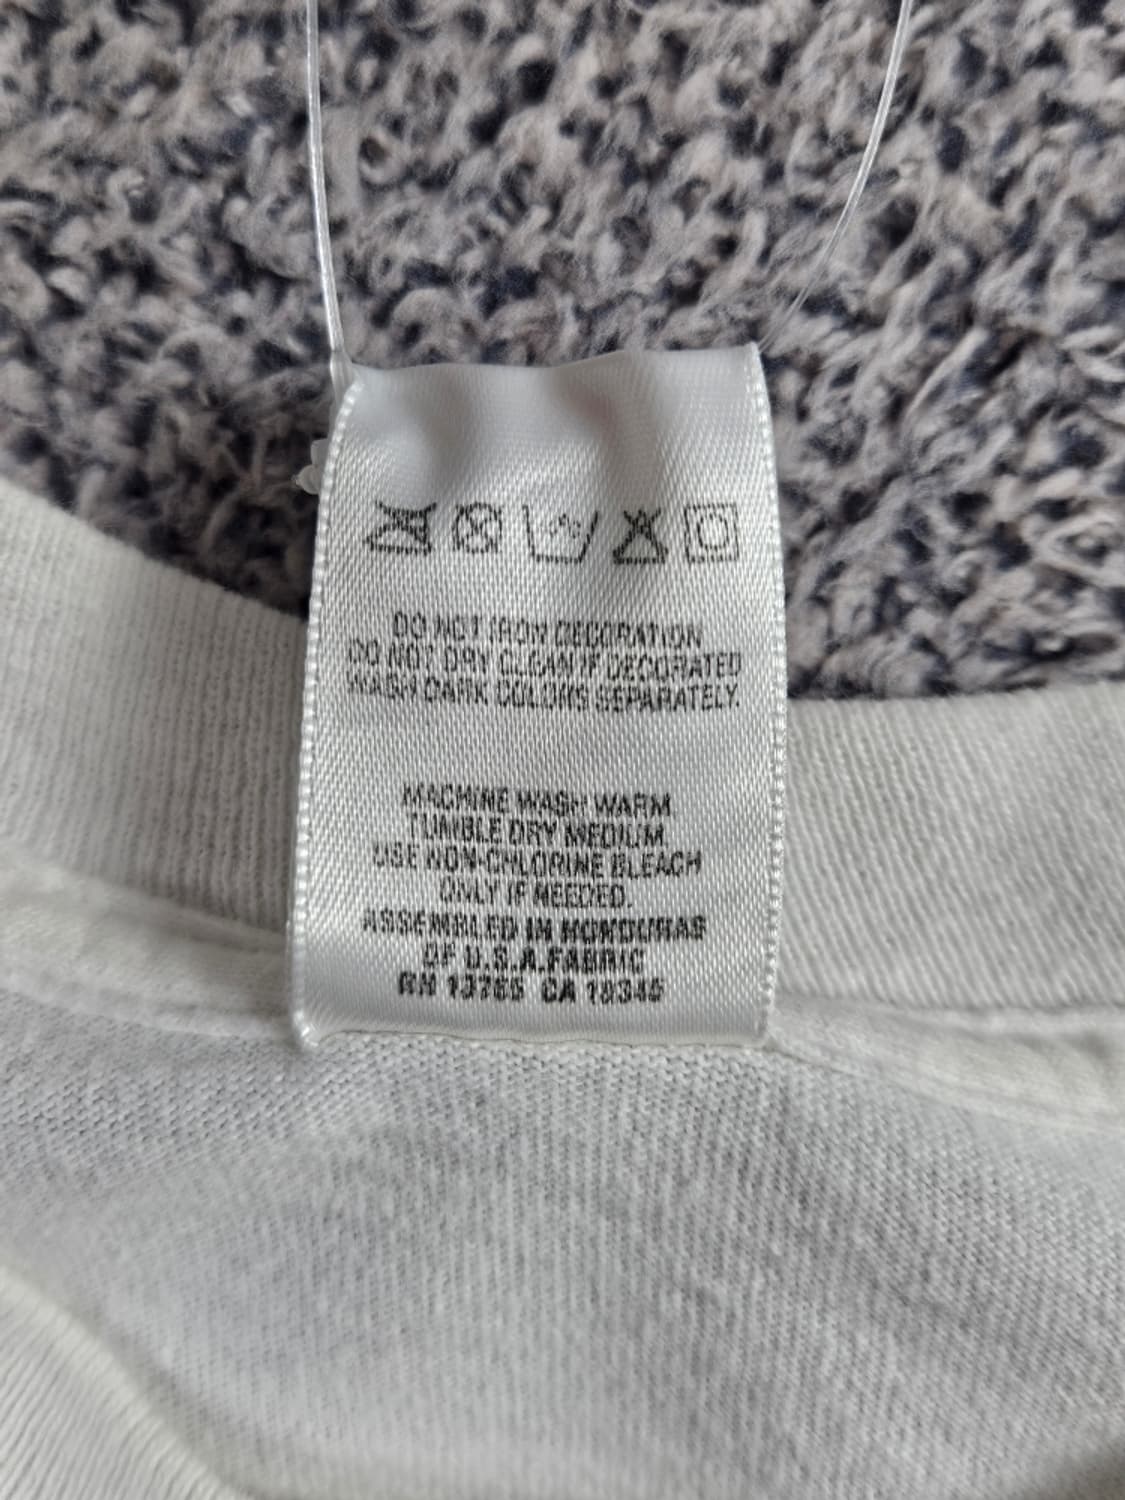 DO NOT IRON DECORATION
DO NOT DRY CLEAN IF DECORATED
WASH DARK COLORS SEPARATELY.
MACHINE WASH WARM
TUMBLE DRY MEDIUM
USE NON-CHLORINE BLEACH
ONLY IF NEEDED.
ASSEMBLED IN HONDURAS
OF U.S.A. FABRIC
RN 13765 CA